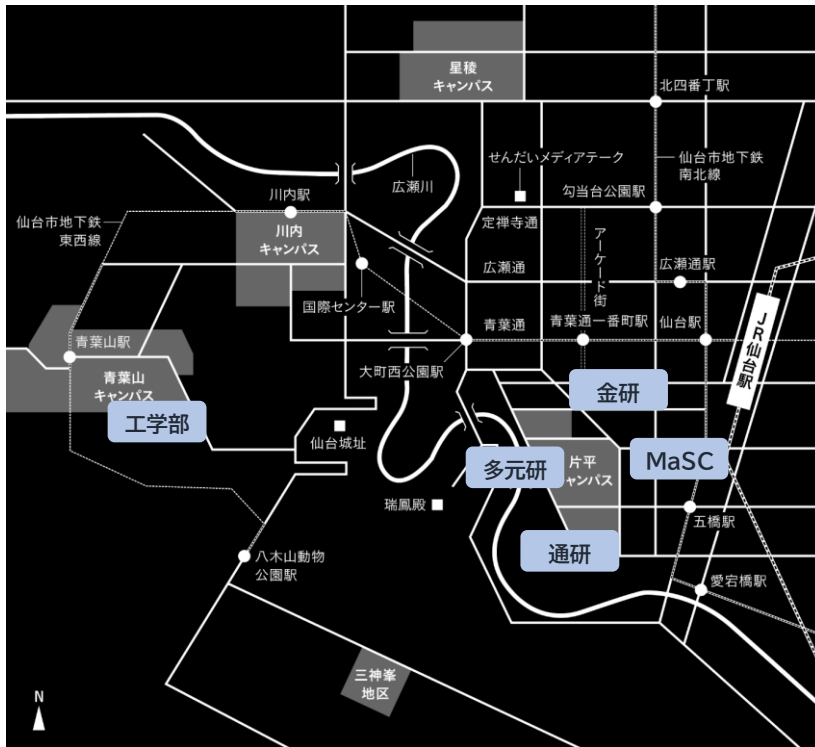 星稜
キャンパス
北四番丁駅
せんだいメディアテーク
仙台市地下鉄
南北線
広瀬川
川内駅
勾当台公園駅
仙台市地下鉄
東西線
川内
キャンパス
定禅寺通
アーケード街
広瀬通
広瀬通駅
国際センター駅
青葉通
青葉通一番町駅
仙台駅
JR仙台駅
青葉山駅
大町西公園駅
青葉山
キャンパス
金研
工学部
仙台城址
多元研
片平
キャンパス
MaSC
瑞鳳殿
五橋駅
通研
八木山動物
公園駅
愛宕橋駅
三神峯
地区
N